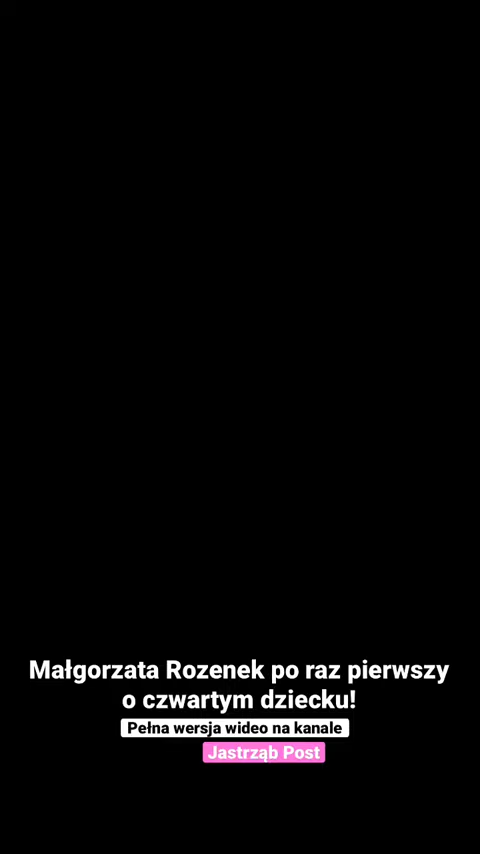 Małgorzata Rozenek po raz pierwszy
o czwartym dziecku!
Pełna wersja wideo na kanale
Jastrząb Post